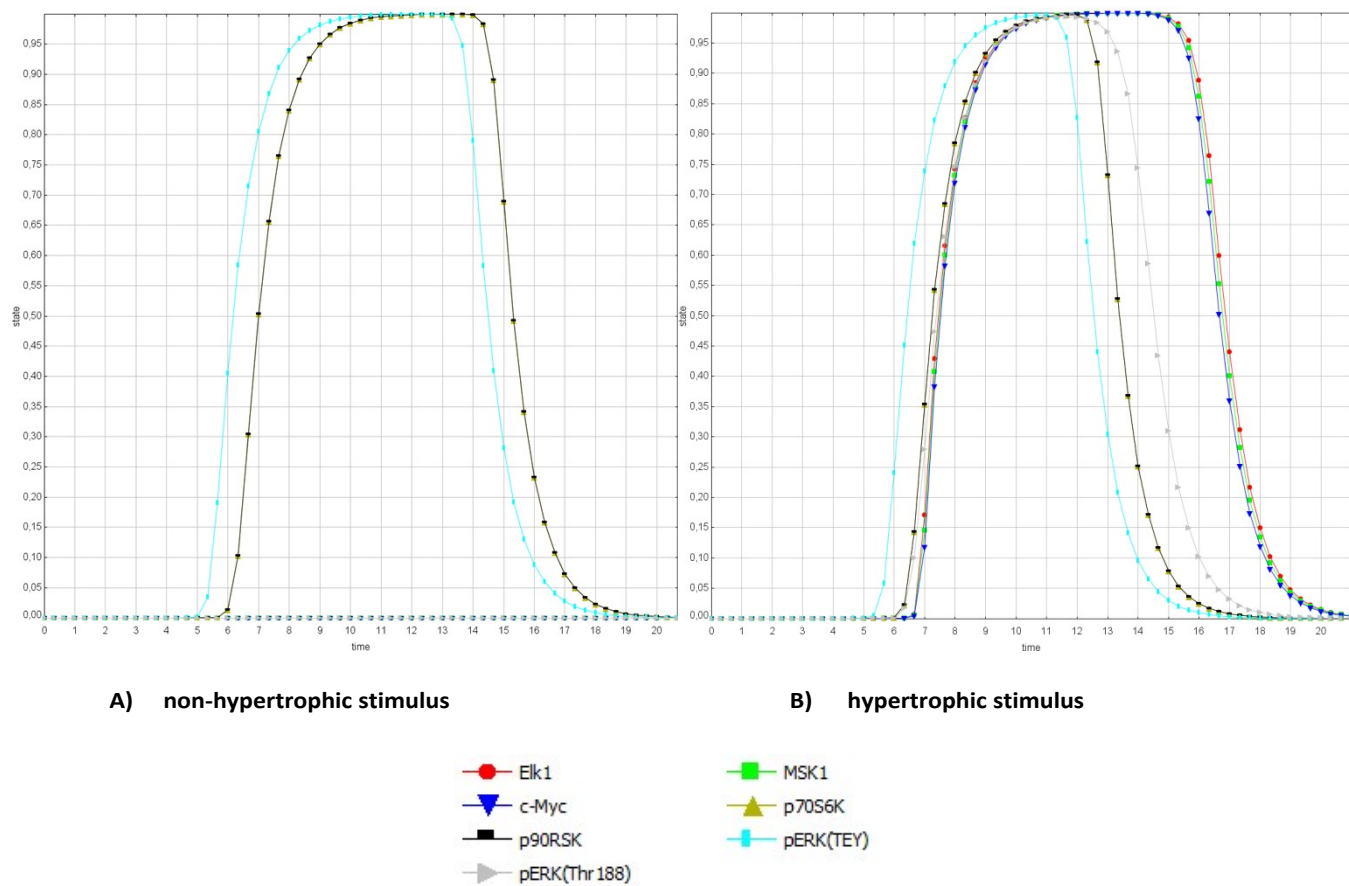 0,95
0,90
0,85
0,80
0,75
0,70
0,65
0,60
0,55
0,50
0,45
0,40
0,35
0,30
0,25
0,20
0,15
0,10
0,05
0,00
state
0 1 2 3 4 5 6 7 8 9 10 11 12 13 14 15 16 17 18 19 20
time
0,95
0,90
0,85
0,80
0,75
0,70
0,65
0,60
0,55
0,50
0,45
0,40
0,35
0,30
0,25
0,20
0,15
0,10
0,05
0,00
state
0 1 2 3 4 5 6 7 8 9 10 11 12 13 14 15 16 17 18 19 20
time
A) non-hypertrophic stimulus
B) hypertrophic stimulus
Elk1
MSK1
c-Myc
p70S6K
p90RSK
pERK(TEY)
pERK(Thr188)